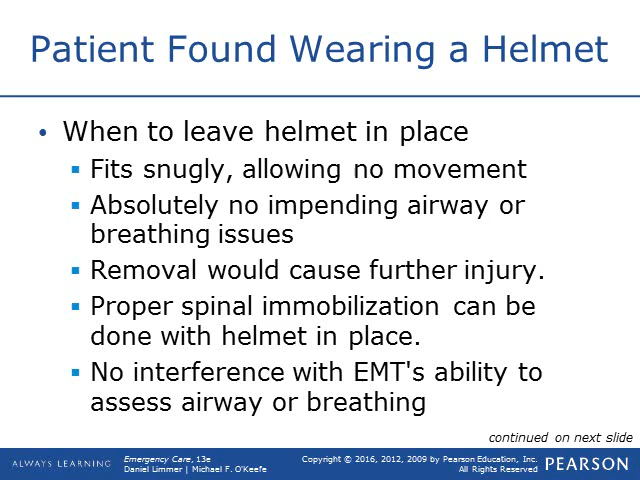 Patient Found Wearing a Helmet
• When to leave helmet in place
▪ Fits snugly, allowing no movement
▪ Absolutely no impending airway or
breathing issues
▪ Removal would cause further injury.
▪ Proper spinal immobilization can be
done with helmet in place.
▪ No interference with EMT's ability to
assess airway or breathing
continued on next slide
ALWAYS LEARNING
Emergency Care, 13e
Daniel Limmer | Michael F. O'Keefe
Copyright © 2016, 2012, 2009 by Pearson Education, Inc.
All Rights Reserved
PEARSON